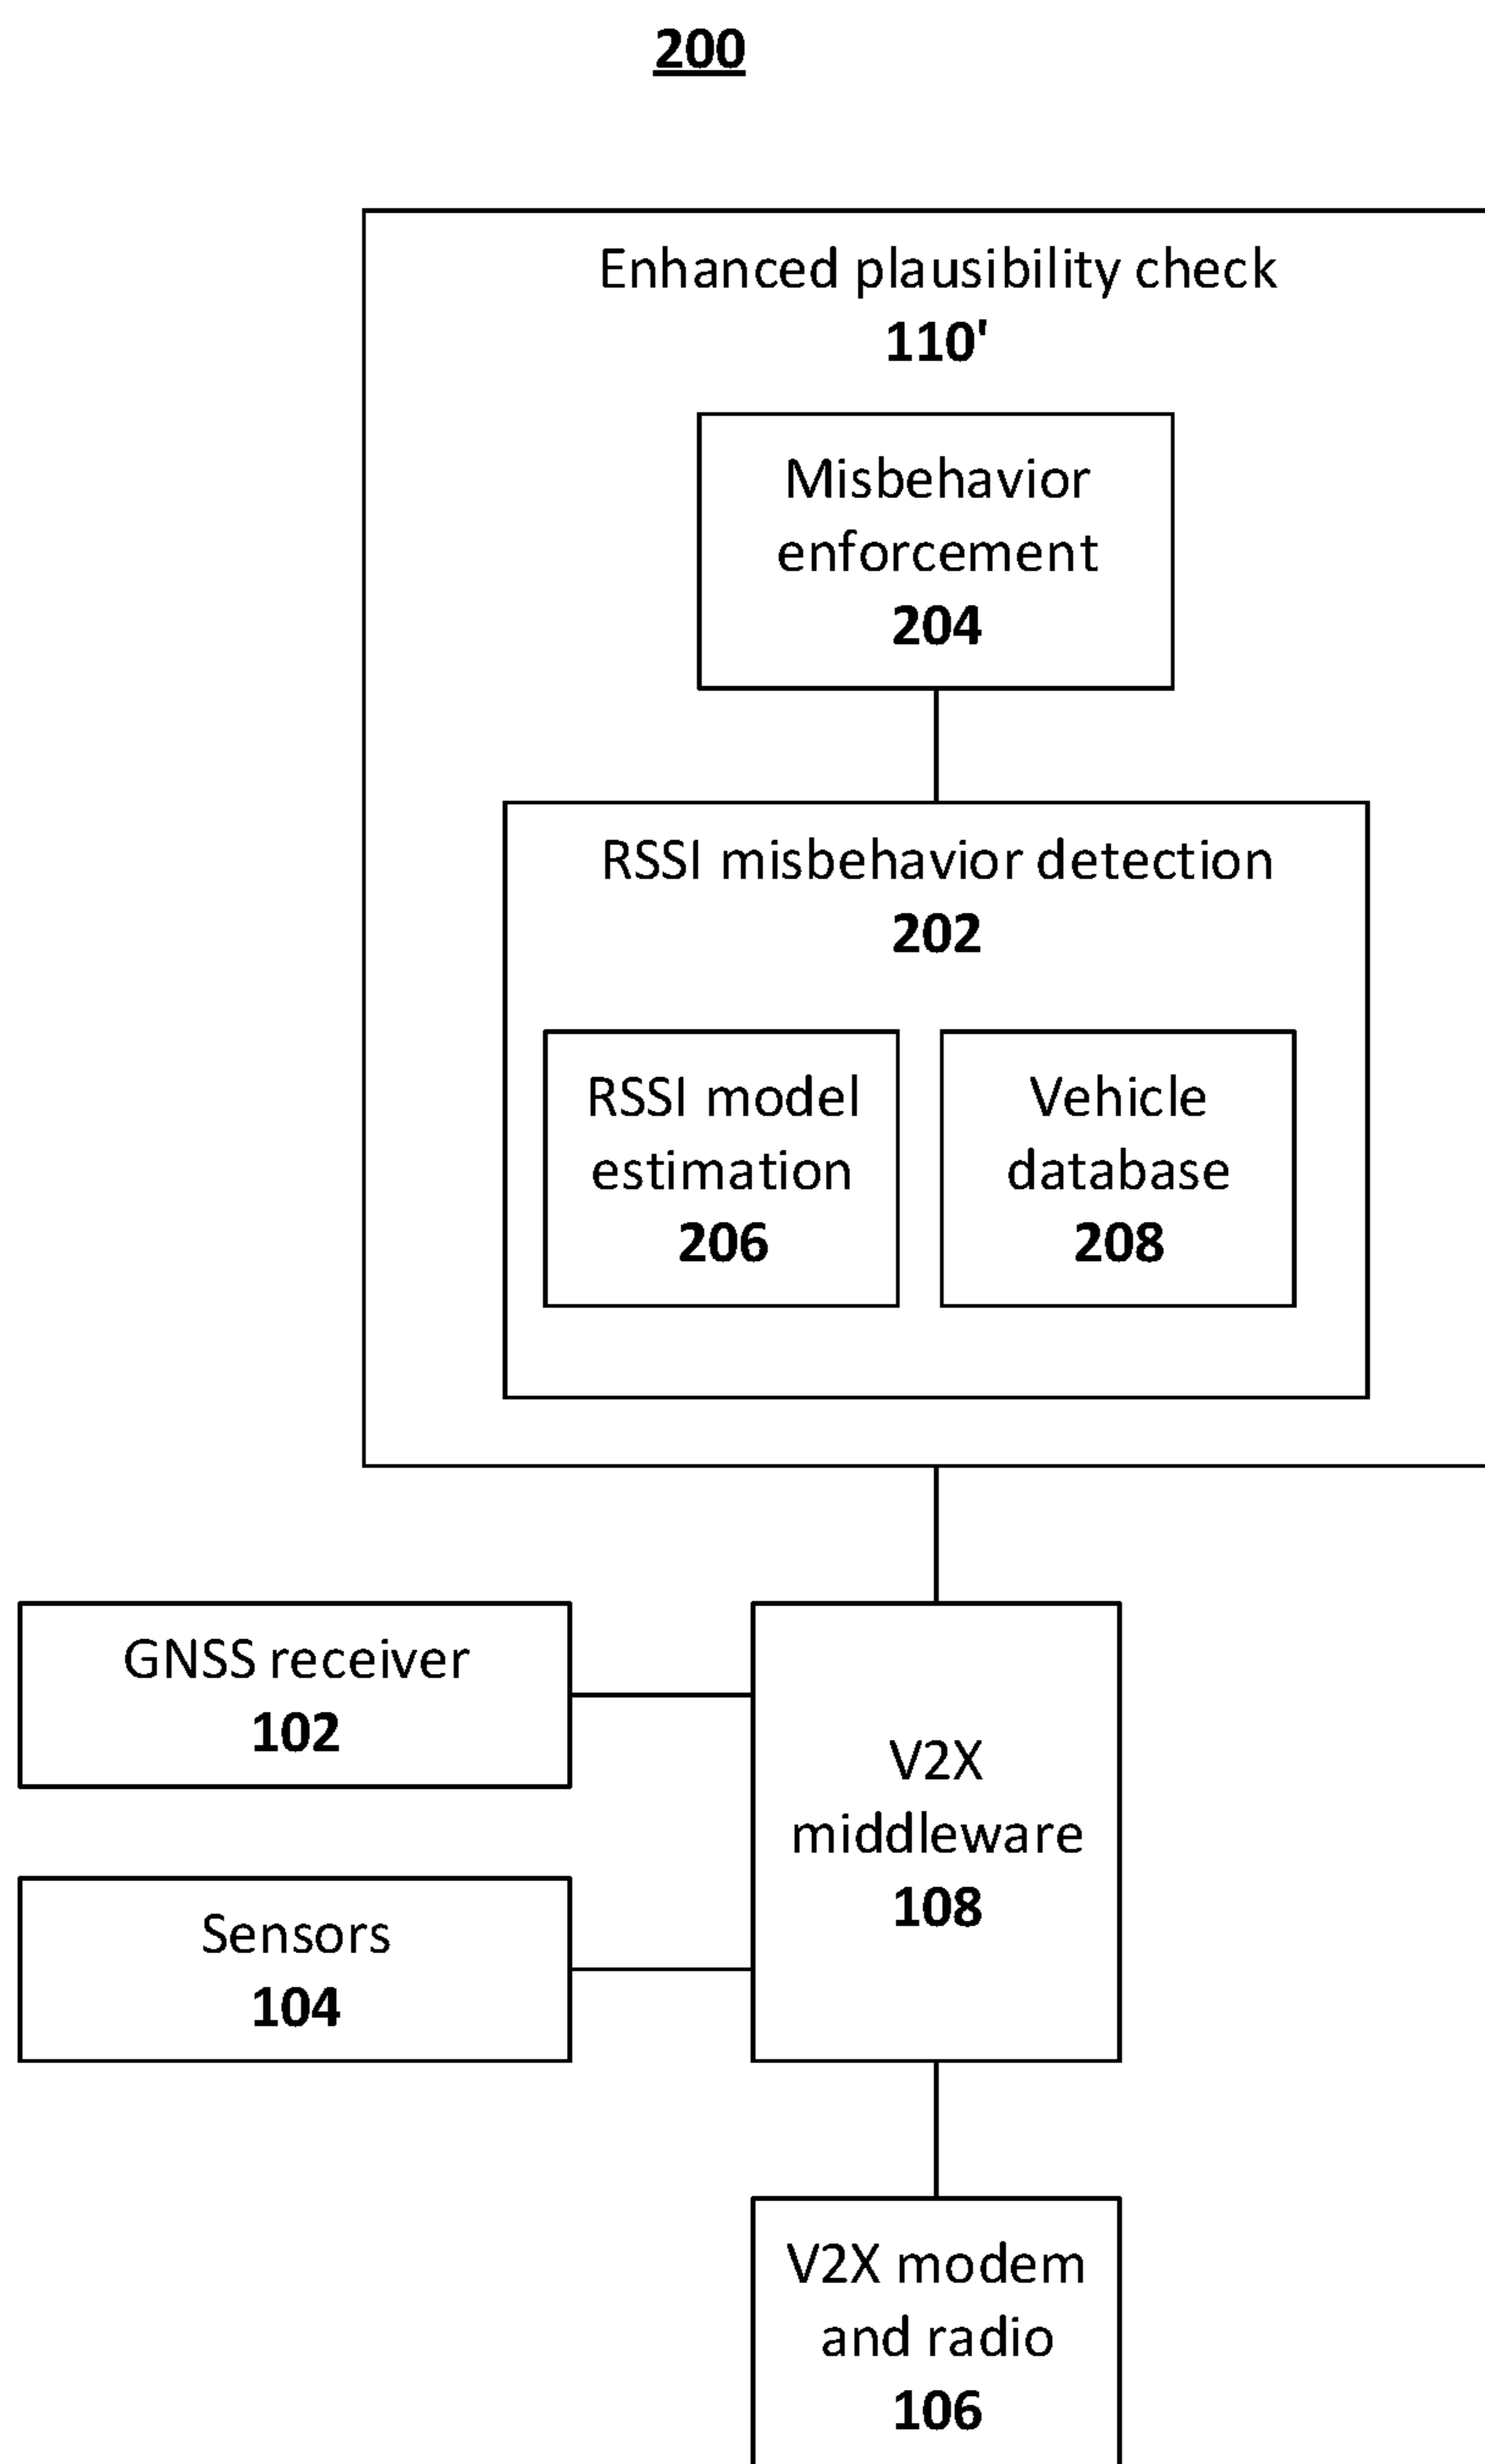 200
Enhanced plausibility check
110'
Misbehavior
enforcement
204
RSSI misbehavior detection
202
RSSI model
estimation
206
Vehicle
database
208
GNSS receiver
102
V2X
middleware
108
Sensors
104
V2X modem
and radio
106